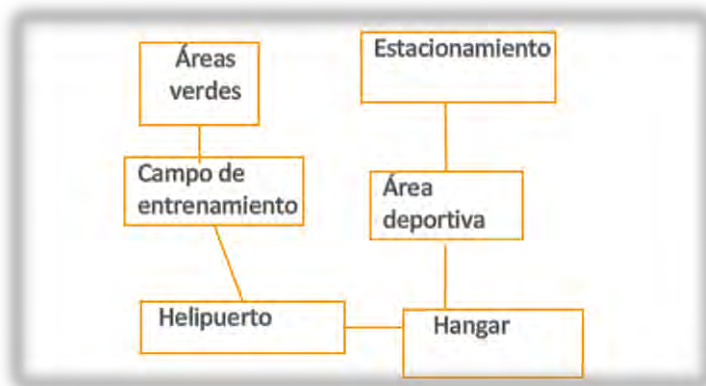 Áreas
verdes
Estacionamiento
Campo de
entrenamiento
Área
deportiva
Helipuerto
Hangar